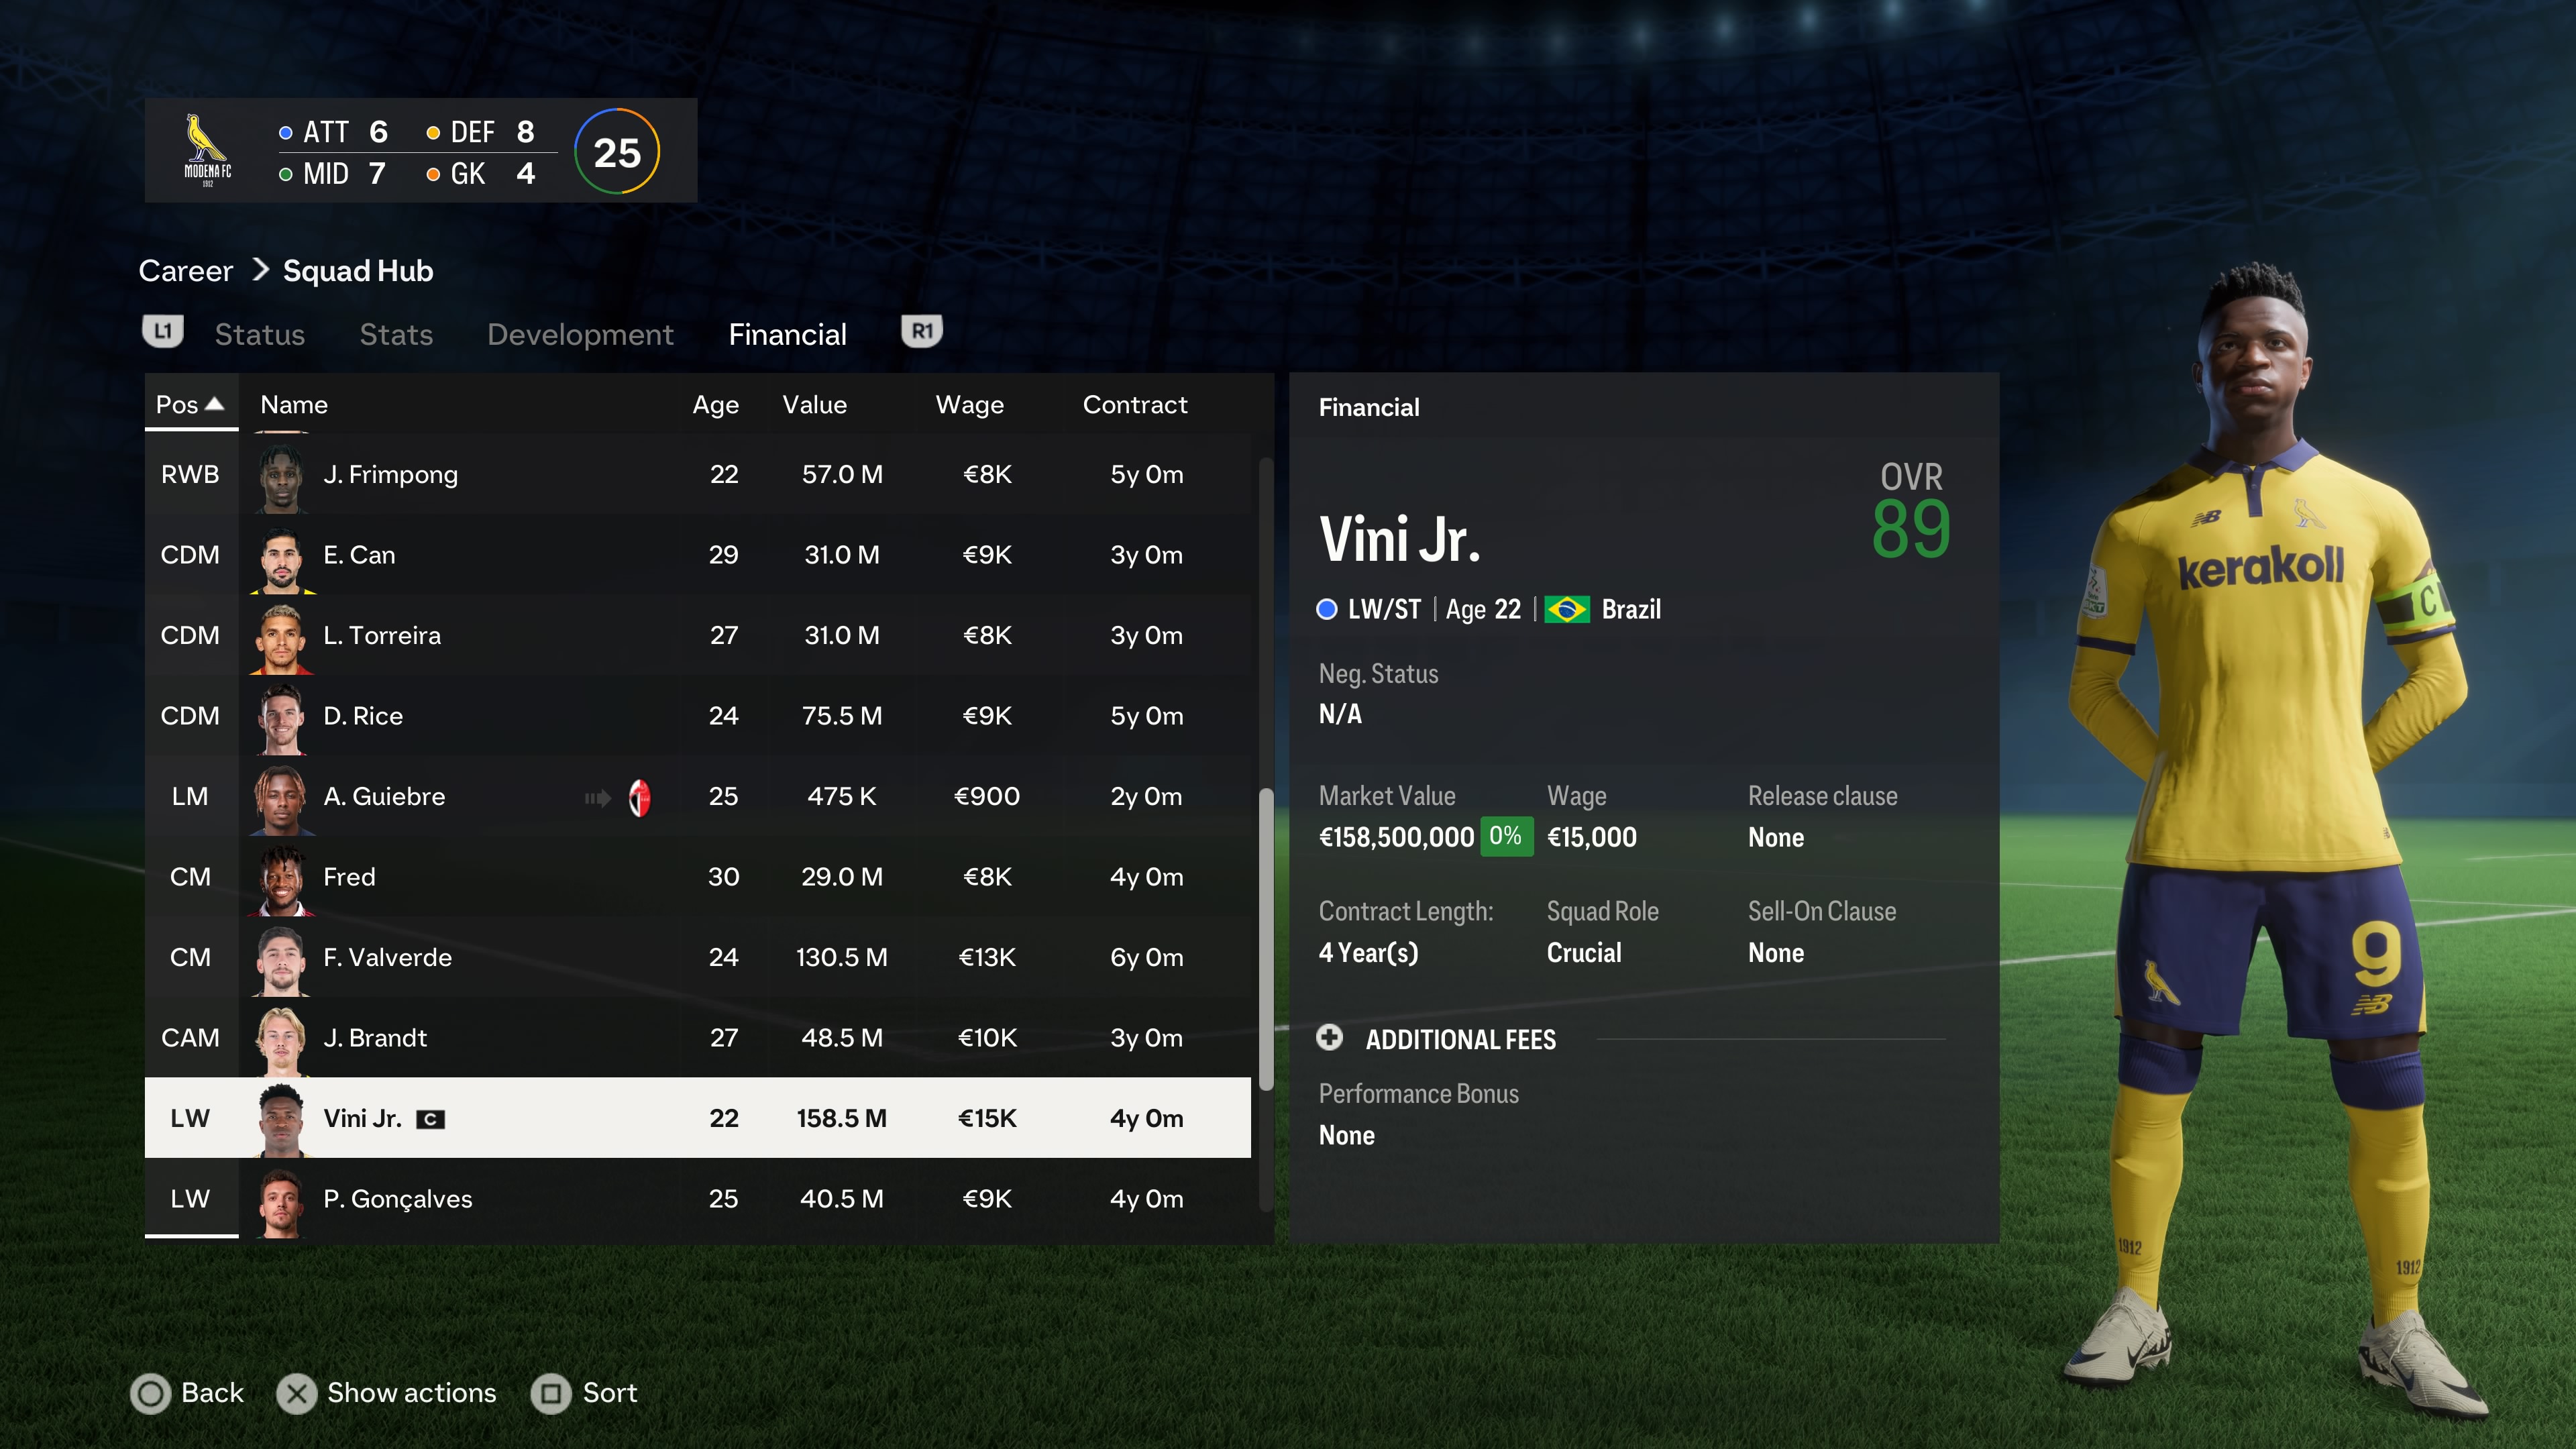 ATT 6 DEF 8
MID 7 GK 4
25
MODENA FC
1912
Career > Squad Hub
L1 Status Stats Development Financial R1
Pos Name Age Value Wage Contract
RWB J. Frimpong 22 57.0 M €8K 5y 0m
CDM E. Can 29 31.0 M €9K 3y 0m
CDM L. Torreira 27 31.0 M €8K 3y 0m
CDM D. Rice 24 75.5 M €9K 5y 0m
LM A. Guiebre 25 475 K €900 2y 0m
CM Fred 30 29.0 M €8K 4y 0m
CM F. Valverde 24 130.5 M €13K 6y 0m
CAM J. Brandt 27 48.5 M €10K 3y 0m
LW Vini Jr. C 22 158.5 M €15K 4y 0m
LW P. Gonçalves 25 40.5 M €9K 4y 0m
Financial
OVR
89
Vini Jr.
LW/ST | Age 22 | Brazil
Neg. Status
N/A
Market Value Wage Release clause
€158,500,000 0% €15,000 None
Contract Length: Squad Role Sell-On Clause
4 Year(s) Crucial None
ADDITIONAL FEES
Performance Bonus
None
NB
kerakoll
C
9
NB
1912
1912
Back Show actions Sort